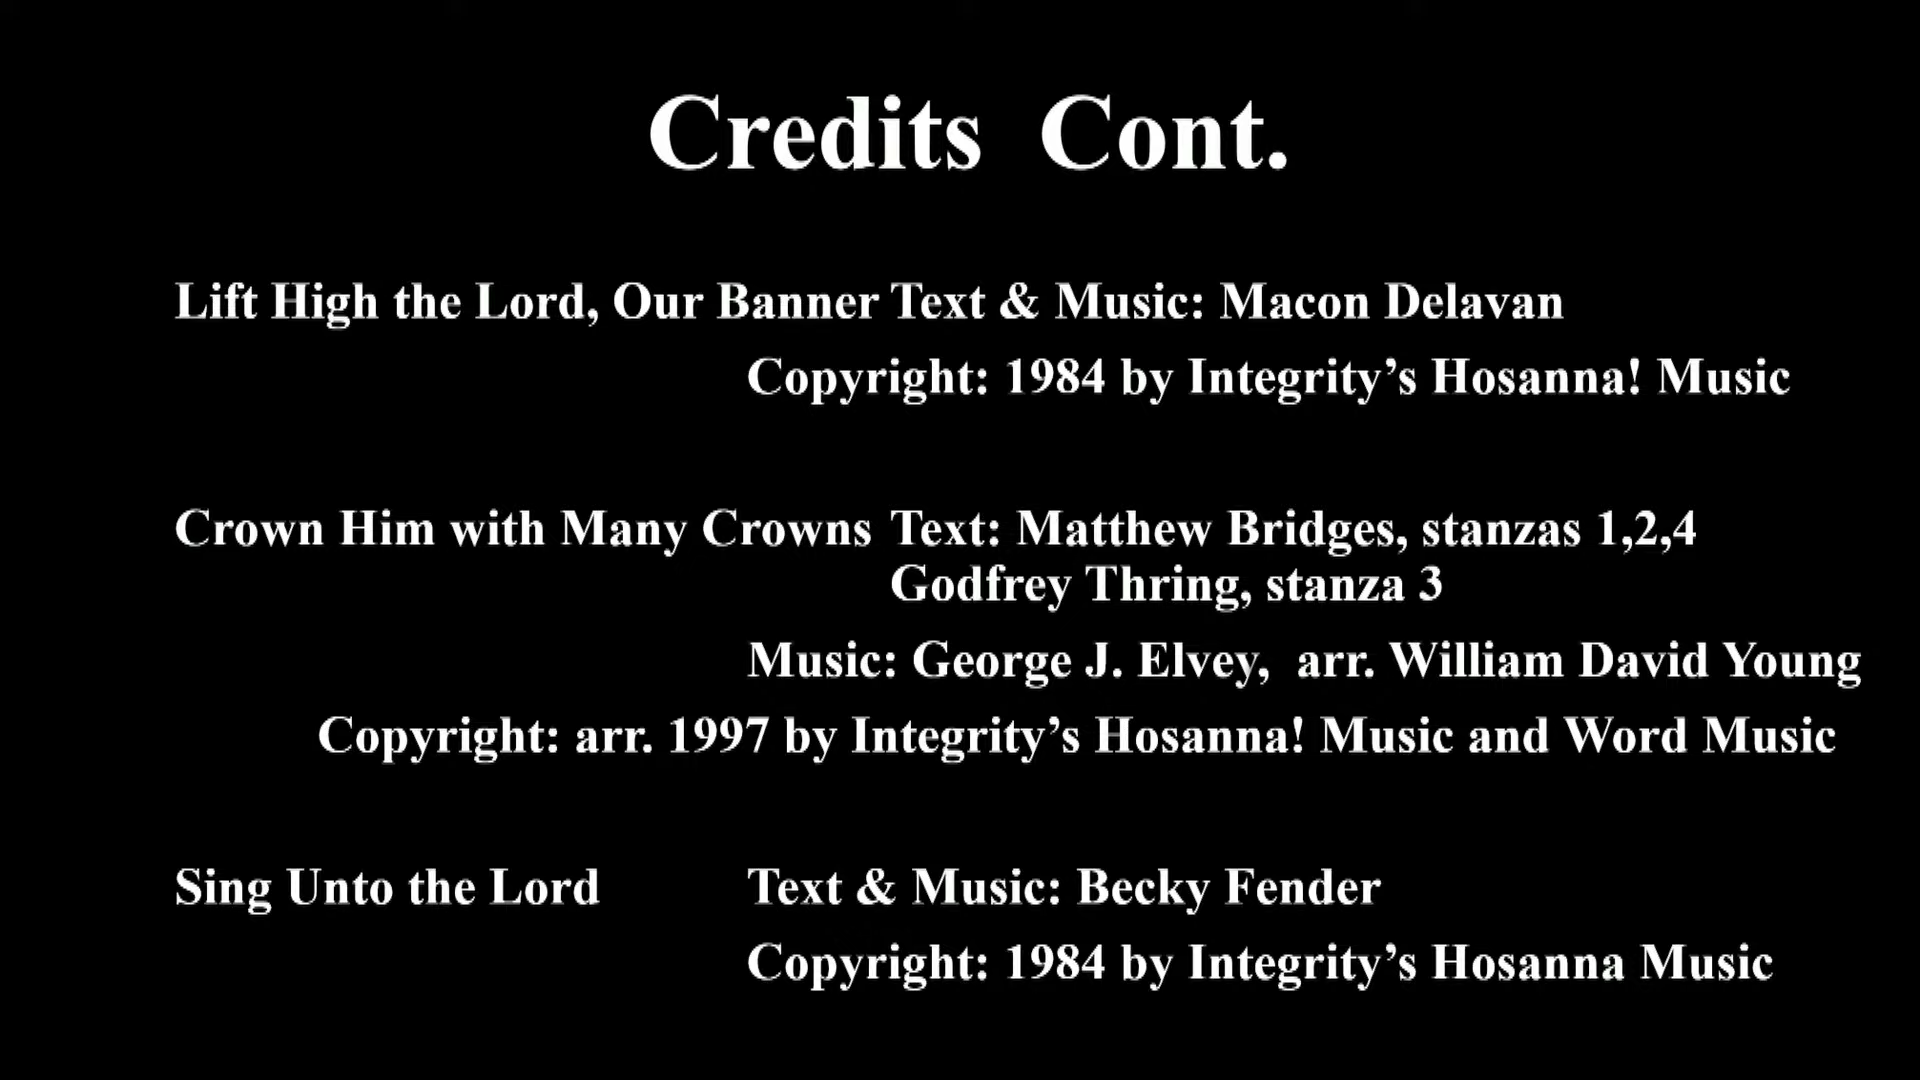 Credits  Cont.
Lift High the Lord, Our Banner Text & Music: Macon Delavan
Copyright: 1984 by Integrity’s Hosanna! Music
Crown Him with Many Crowns Text: Matthew Bridges, stanzas 1,2,4
Godfrey Thring, stanza 3
Music: George J. Elvey,  arr. William David Young
Copyright: arr. 1997 by Integrity’s Hosanna! Music and Word Music
Sing Unto the Lord Text & Music: Becky Fender
Copyright: 1984 by Integrity’s Hosanna Music